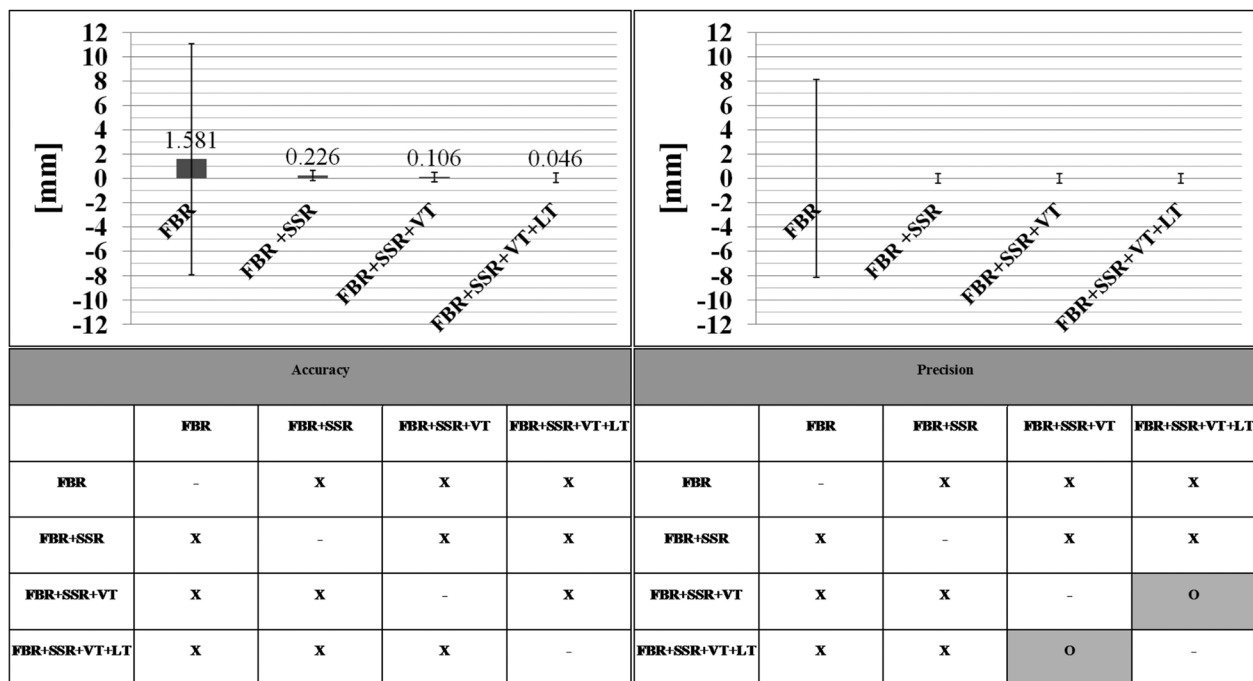 12
10
8
6
4
2
0
-2
-4
-6
-8
-10
-12
[mm]
1.581
0.226
0.106
0.046
FBR
FBR +SSR
FBR+SSR+VT
FBR+SSR+VT+LT
12
10
8
6
4
2
0
-2
-4
-6
-8
-10
-12
[mm]
FBR
FBR +SSR
FBR+SSR+VT
FBR+SSR+VT+LT
Accuracy
FBR FBR+SSR FBR+SSR+VT FBR+SSR+VT+LT
FBR - X X X
FBR+SSR X - X X
FBR+SSR+VT X X - X
FBR+SSR+VT+LT X X X -
Precision
FBR FBR+SSR FBR+SSR+VT FBR+SSR+VT+LT
FBR - X X X
FBR+SSR X - X X
FBR+SSR+VT X X - O
FBR+SSR+VT+LT X X O -